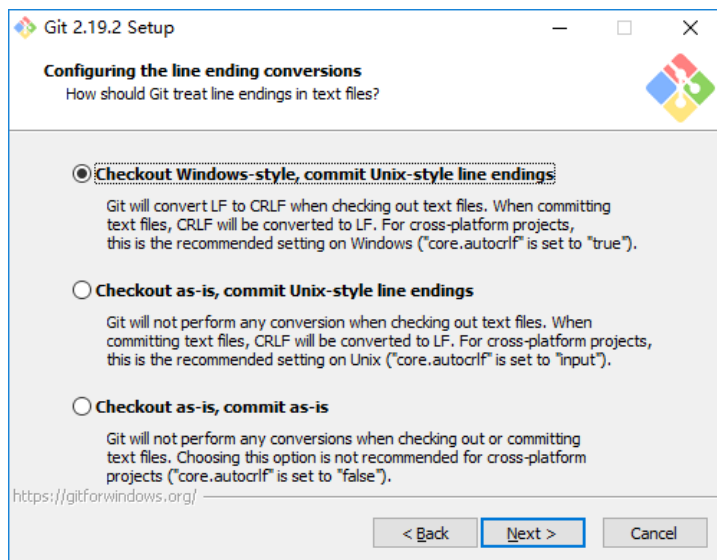 Git 2.19.2 Setup
Configuring the line ending conversions
How should Git treat line endings in text files?
Checkout Windows-style, commit Unix-style line endings
Git will convert LF to CRLF when checking out text files. When committing
text files, CRLF will be converted to LF. For cross-platform projects,
this is the recommended setting on Windows ("core.autocrlf" is set to "true").
Checkout as-is, commit Unix-style line endings
Git will not perform any conversion when checking out text files. When
committing text files, CRLF will be converted to LF. For cross-platform projects,
this is the recommended setting on Unix ("core.autocrlf" is set to "input").
Checkout as-is, commit as-is
Git will not perform any conversions when checking out or committing
text files. Choosing this option is not recommended for cross-platform
projects ("core.autocrlf" is set to "false").
https://gitforwindows.org/
< Back Next > Cancel